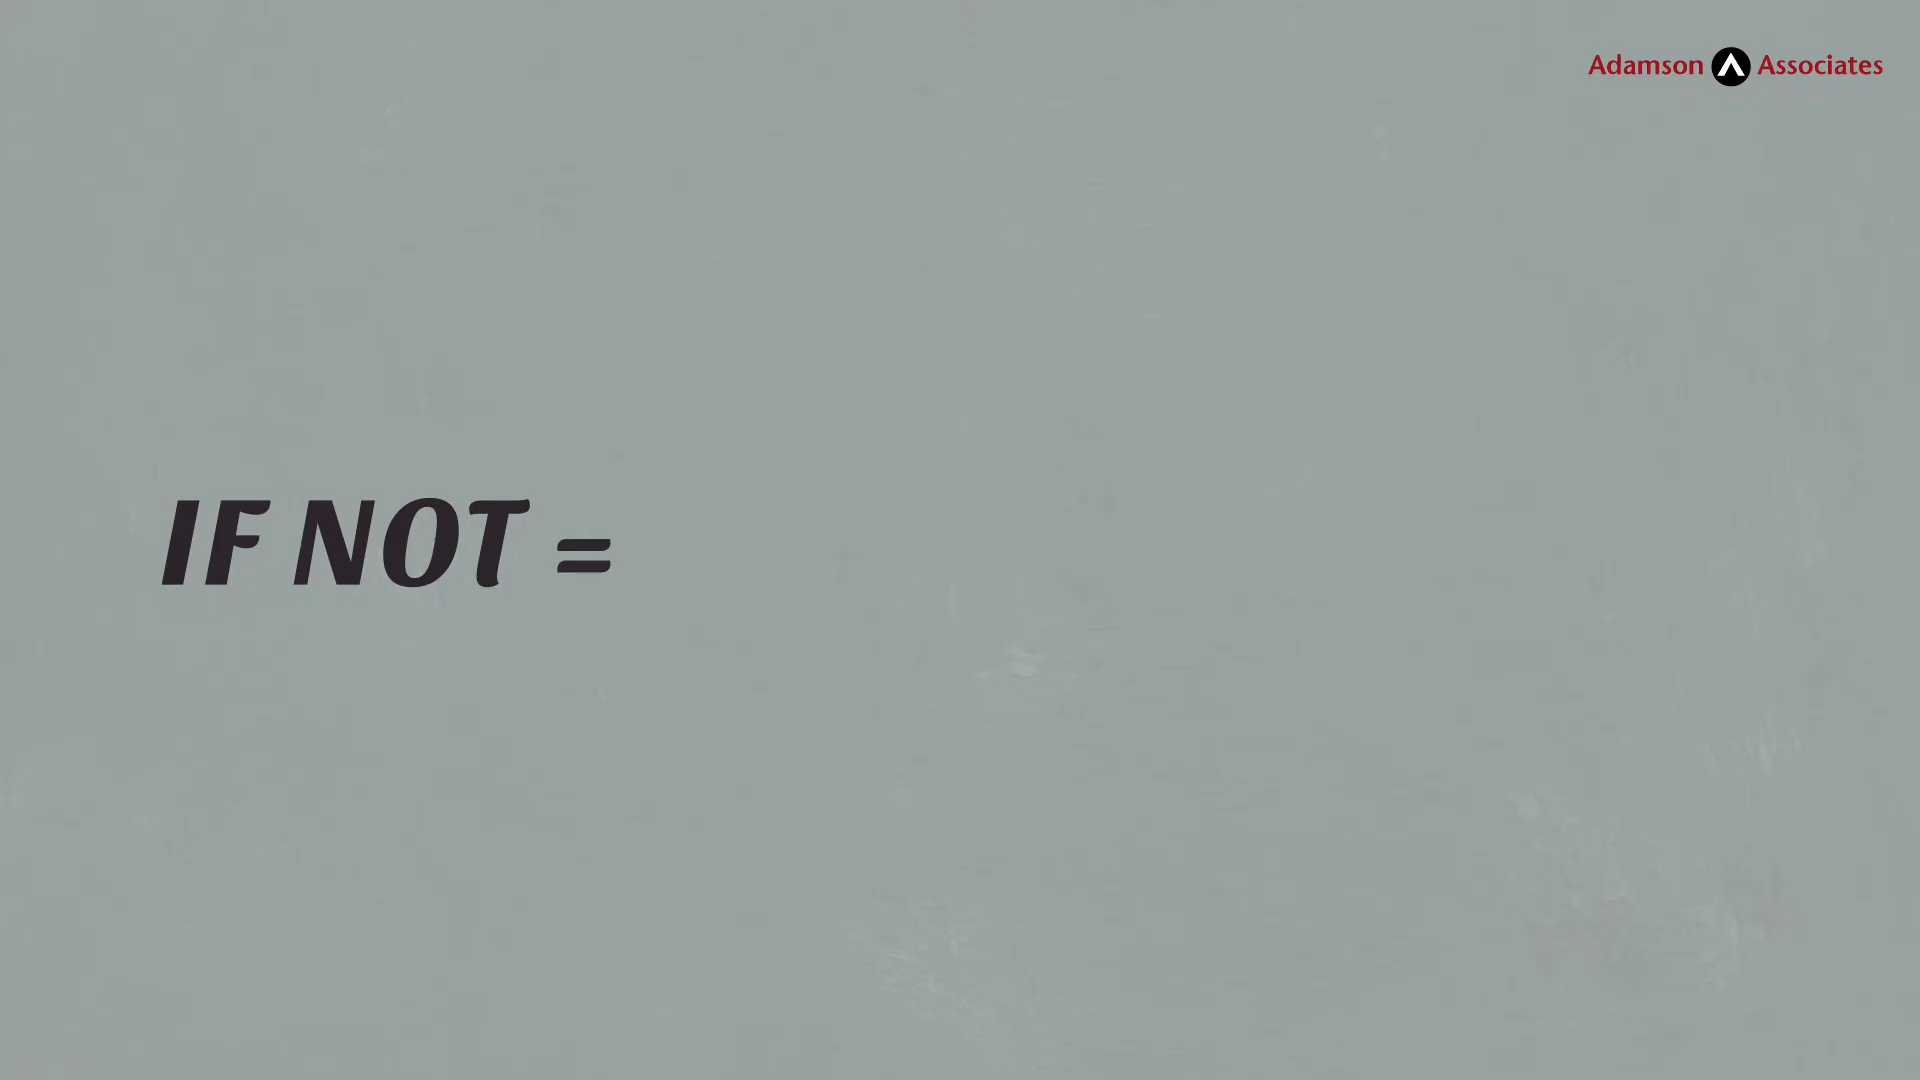 Adamson Associates
IF NOT =